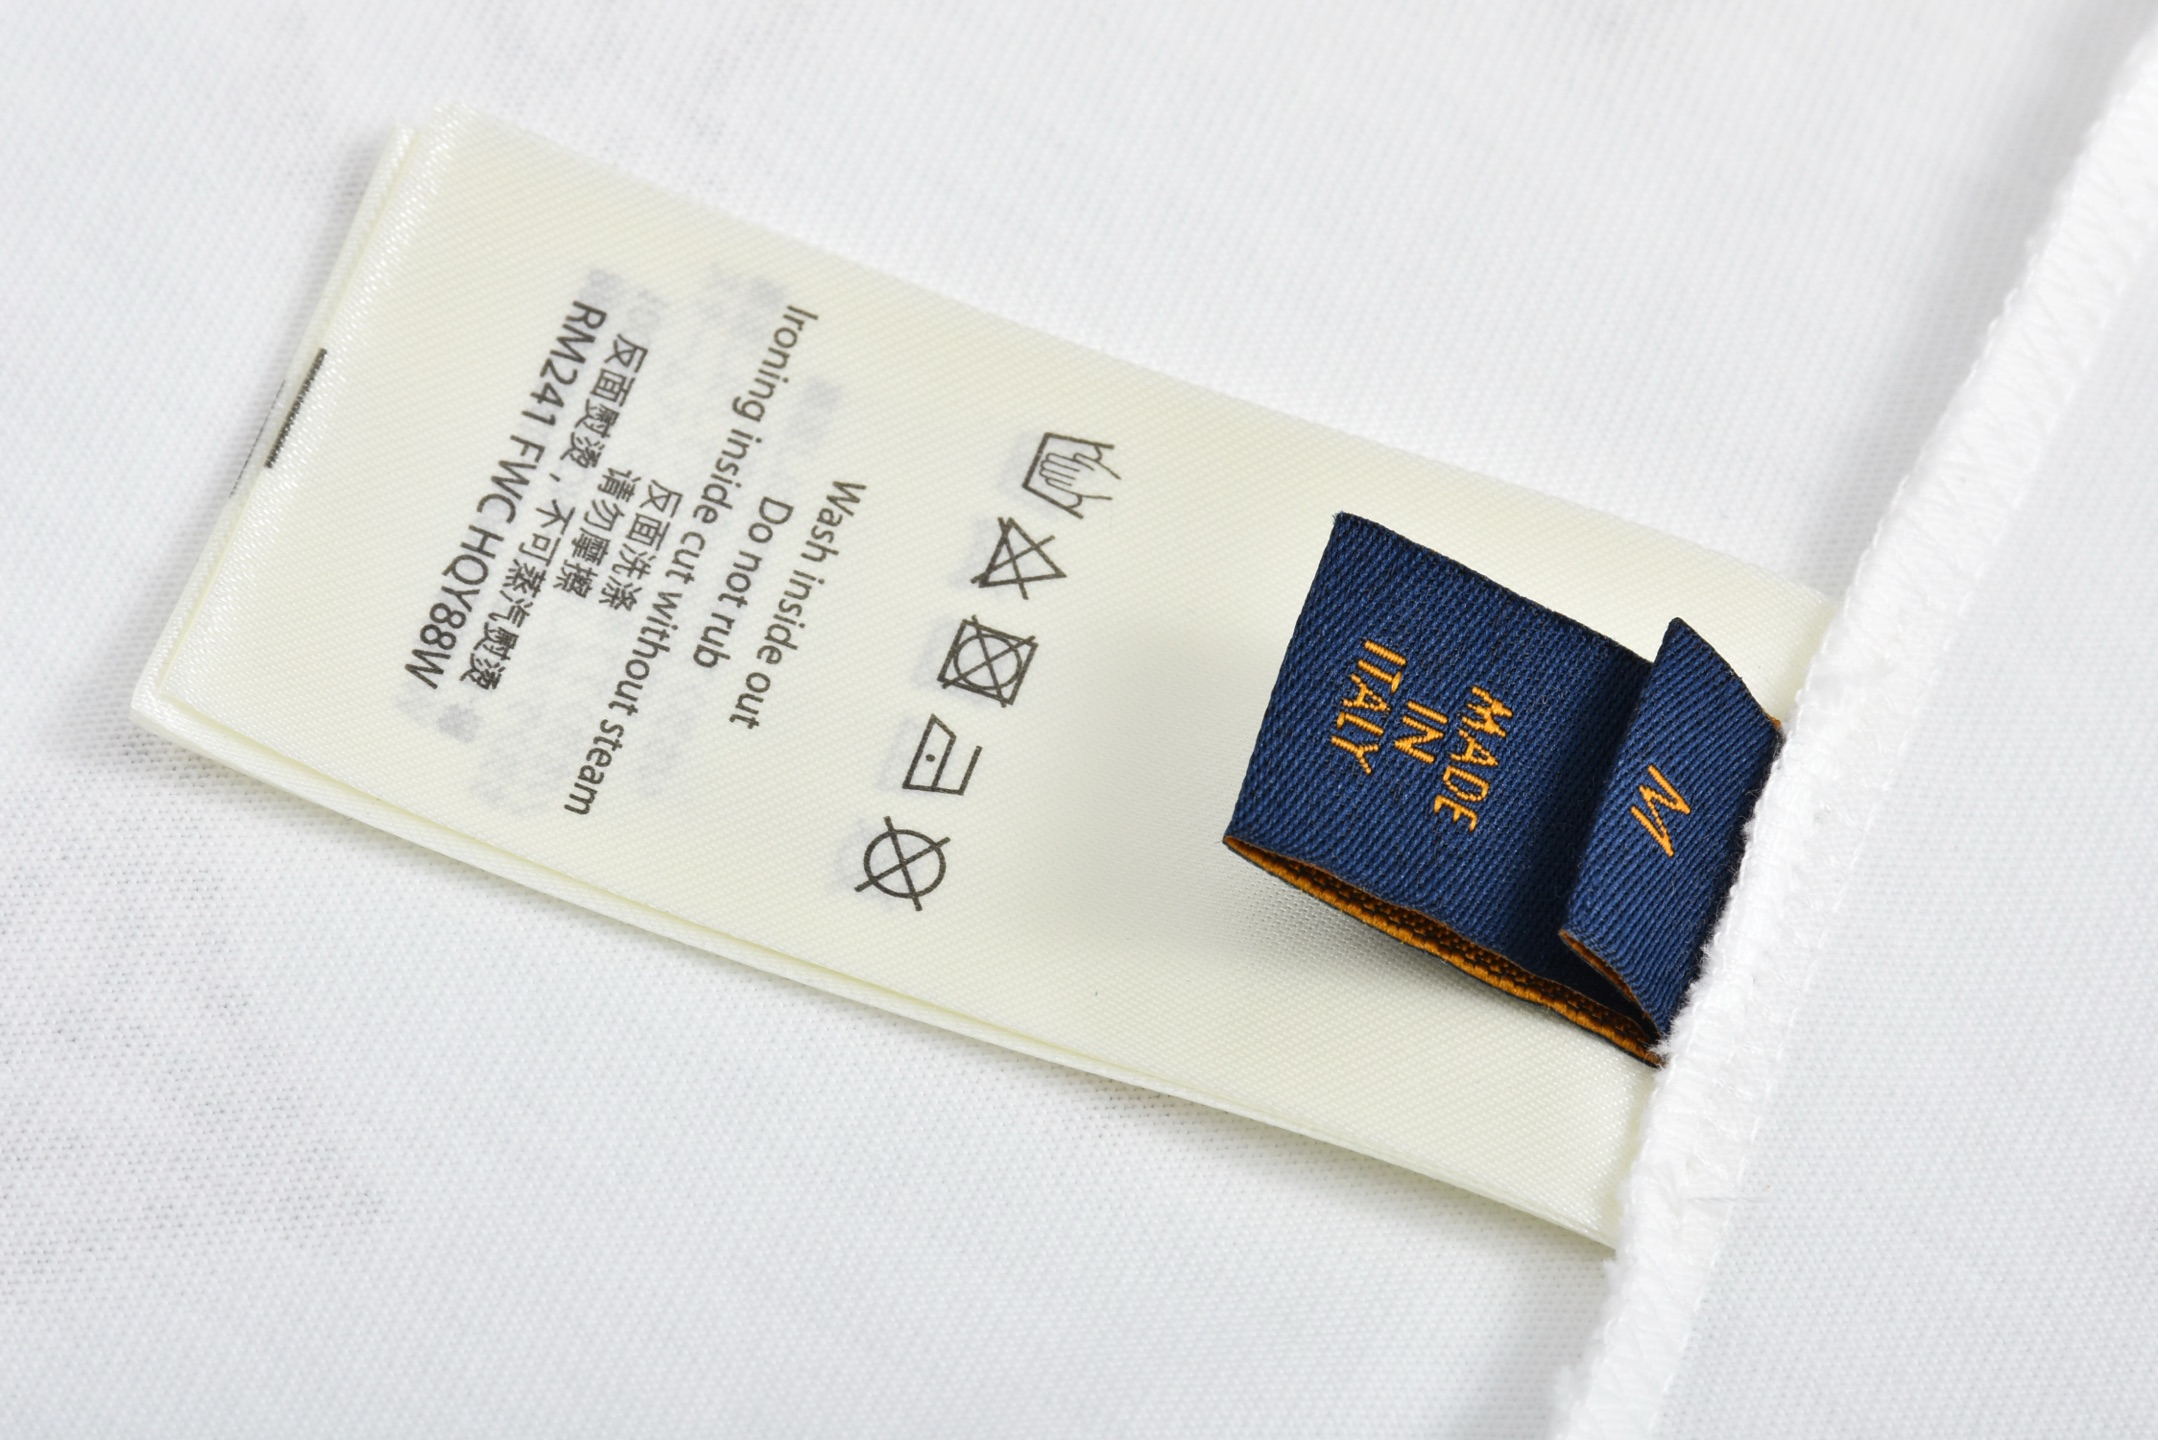 M
MADE
IN
ITALY
Wash inside out
Do not rub
Ironing inside cut without steam
反面洗涤
请勿摩擦
反面熨烫，不可蒸汽熨烫
RM241 FWC HQY88W